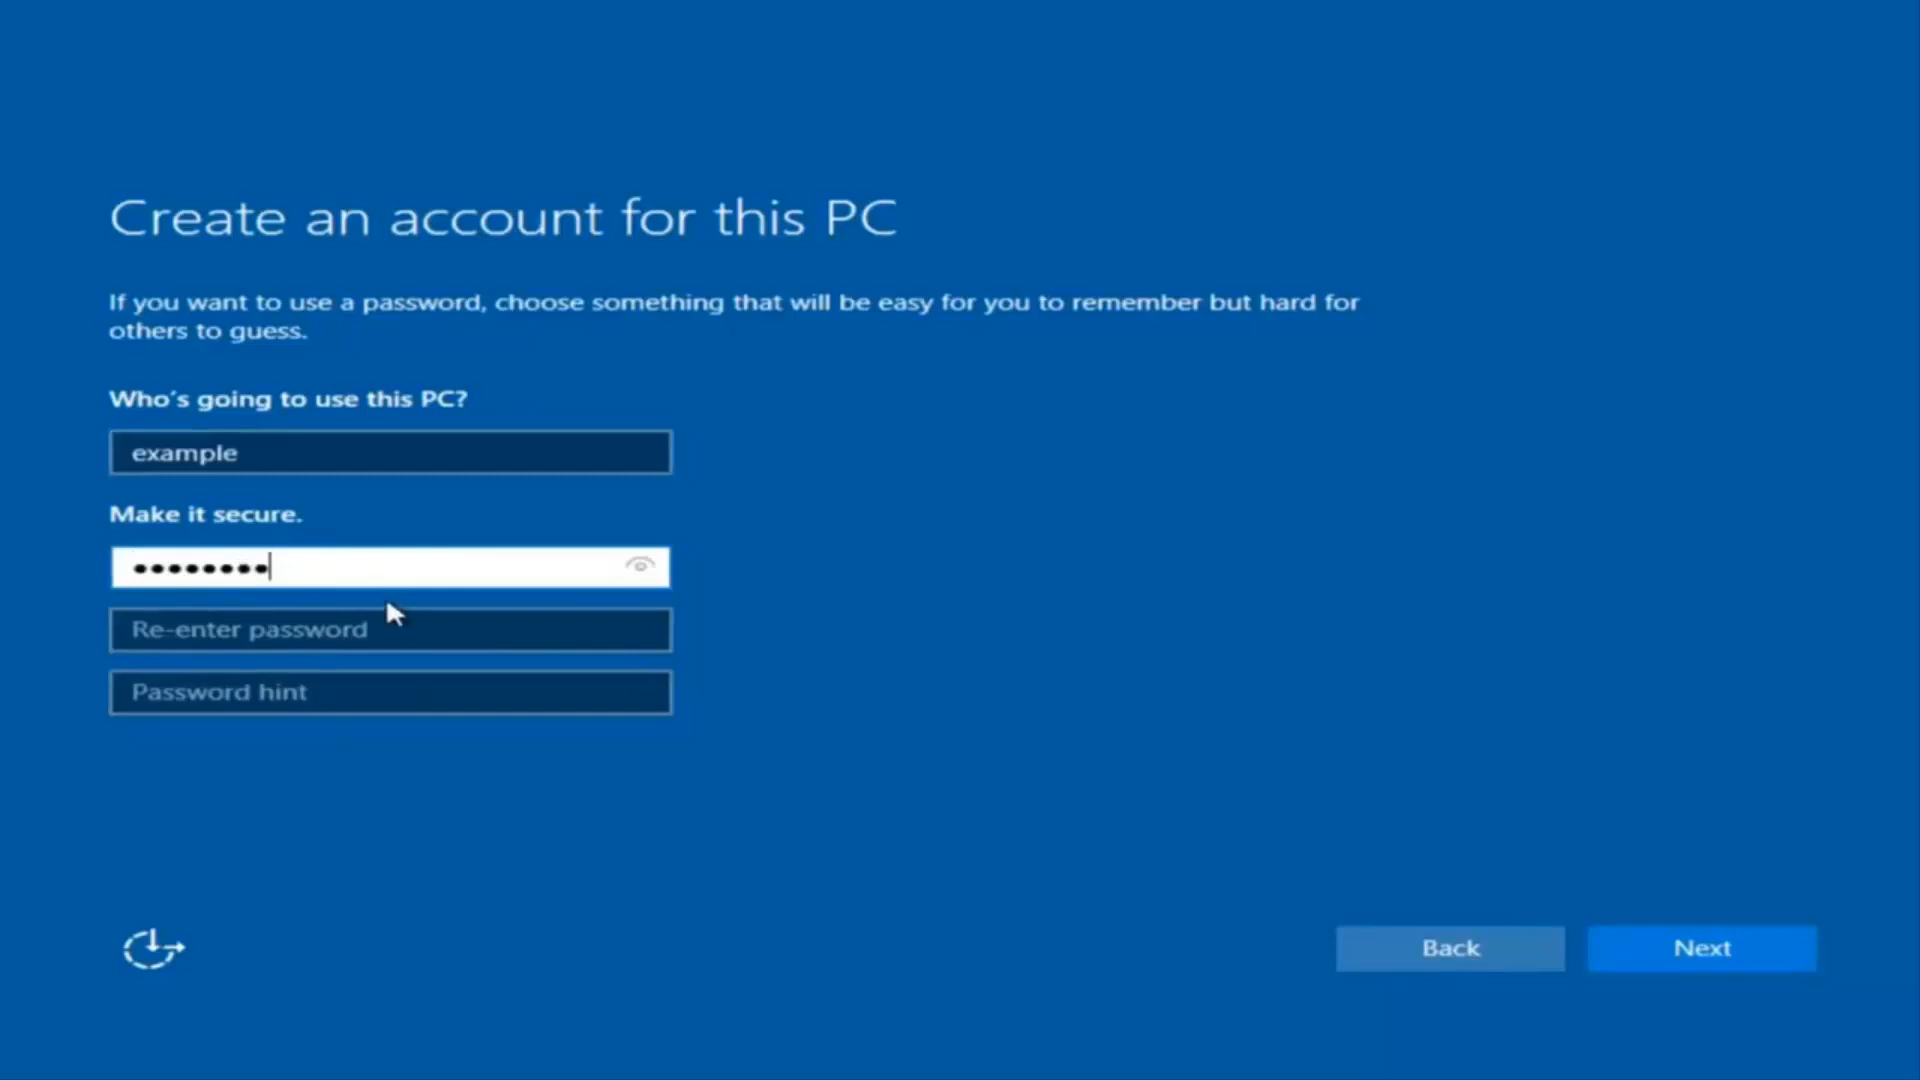 Create an account for this PC
If you want to use a password, choose something that will be easy for you to remember but hard for
others to guess.
Who's going to use this PC?
example
Make it secure.
••••••••
Re-enter password
Password hint
Back
Next